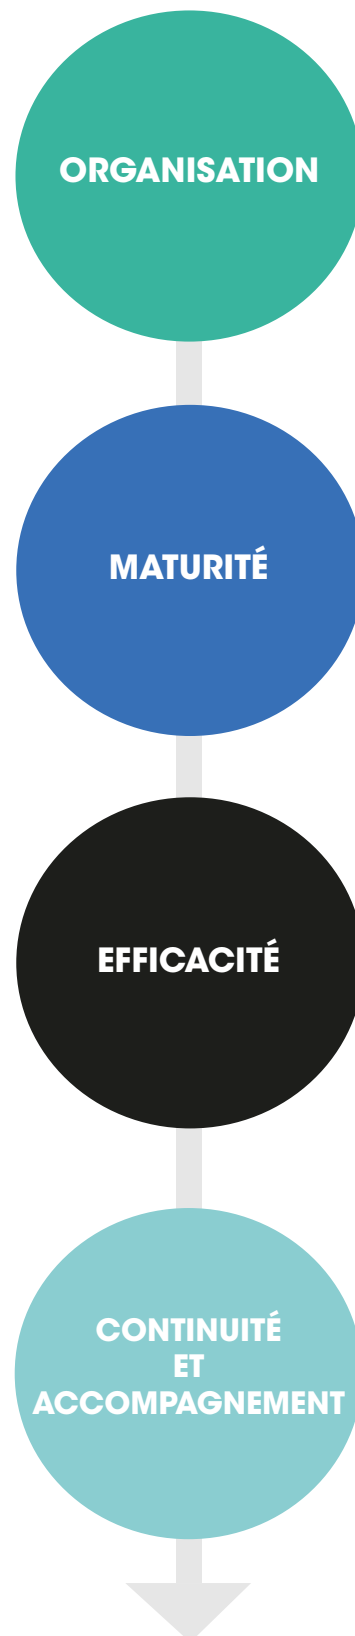 ORGANISATION
MATURITÉ
EFFICACITÉ
CONTINUITÉ
ET
ACCOMPAGNEMENT